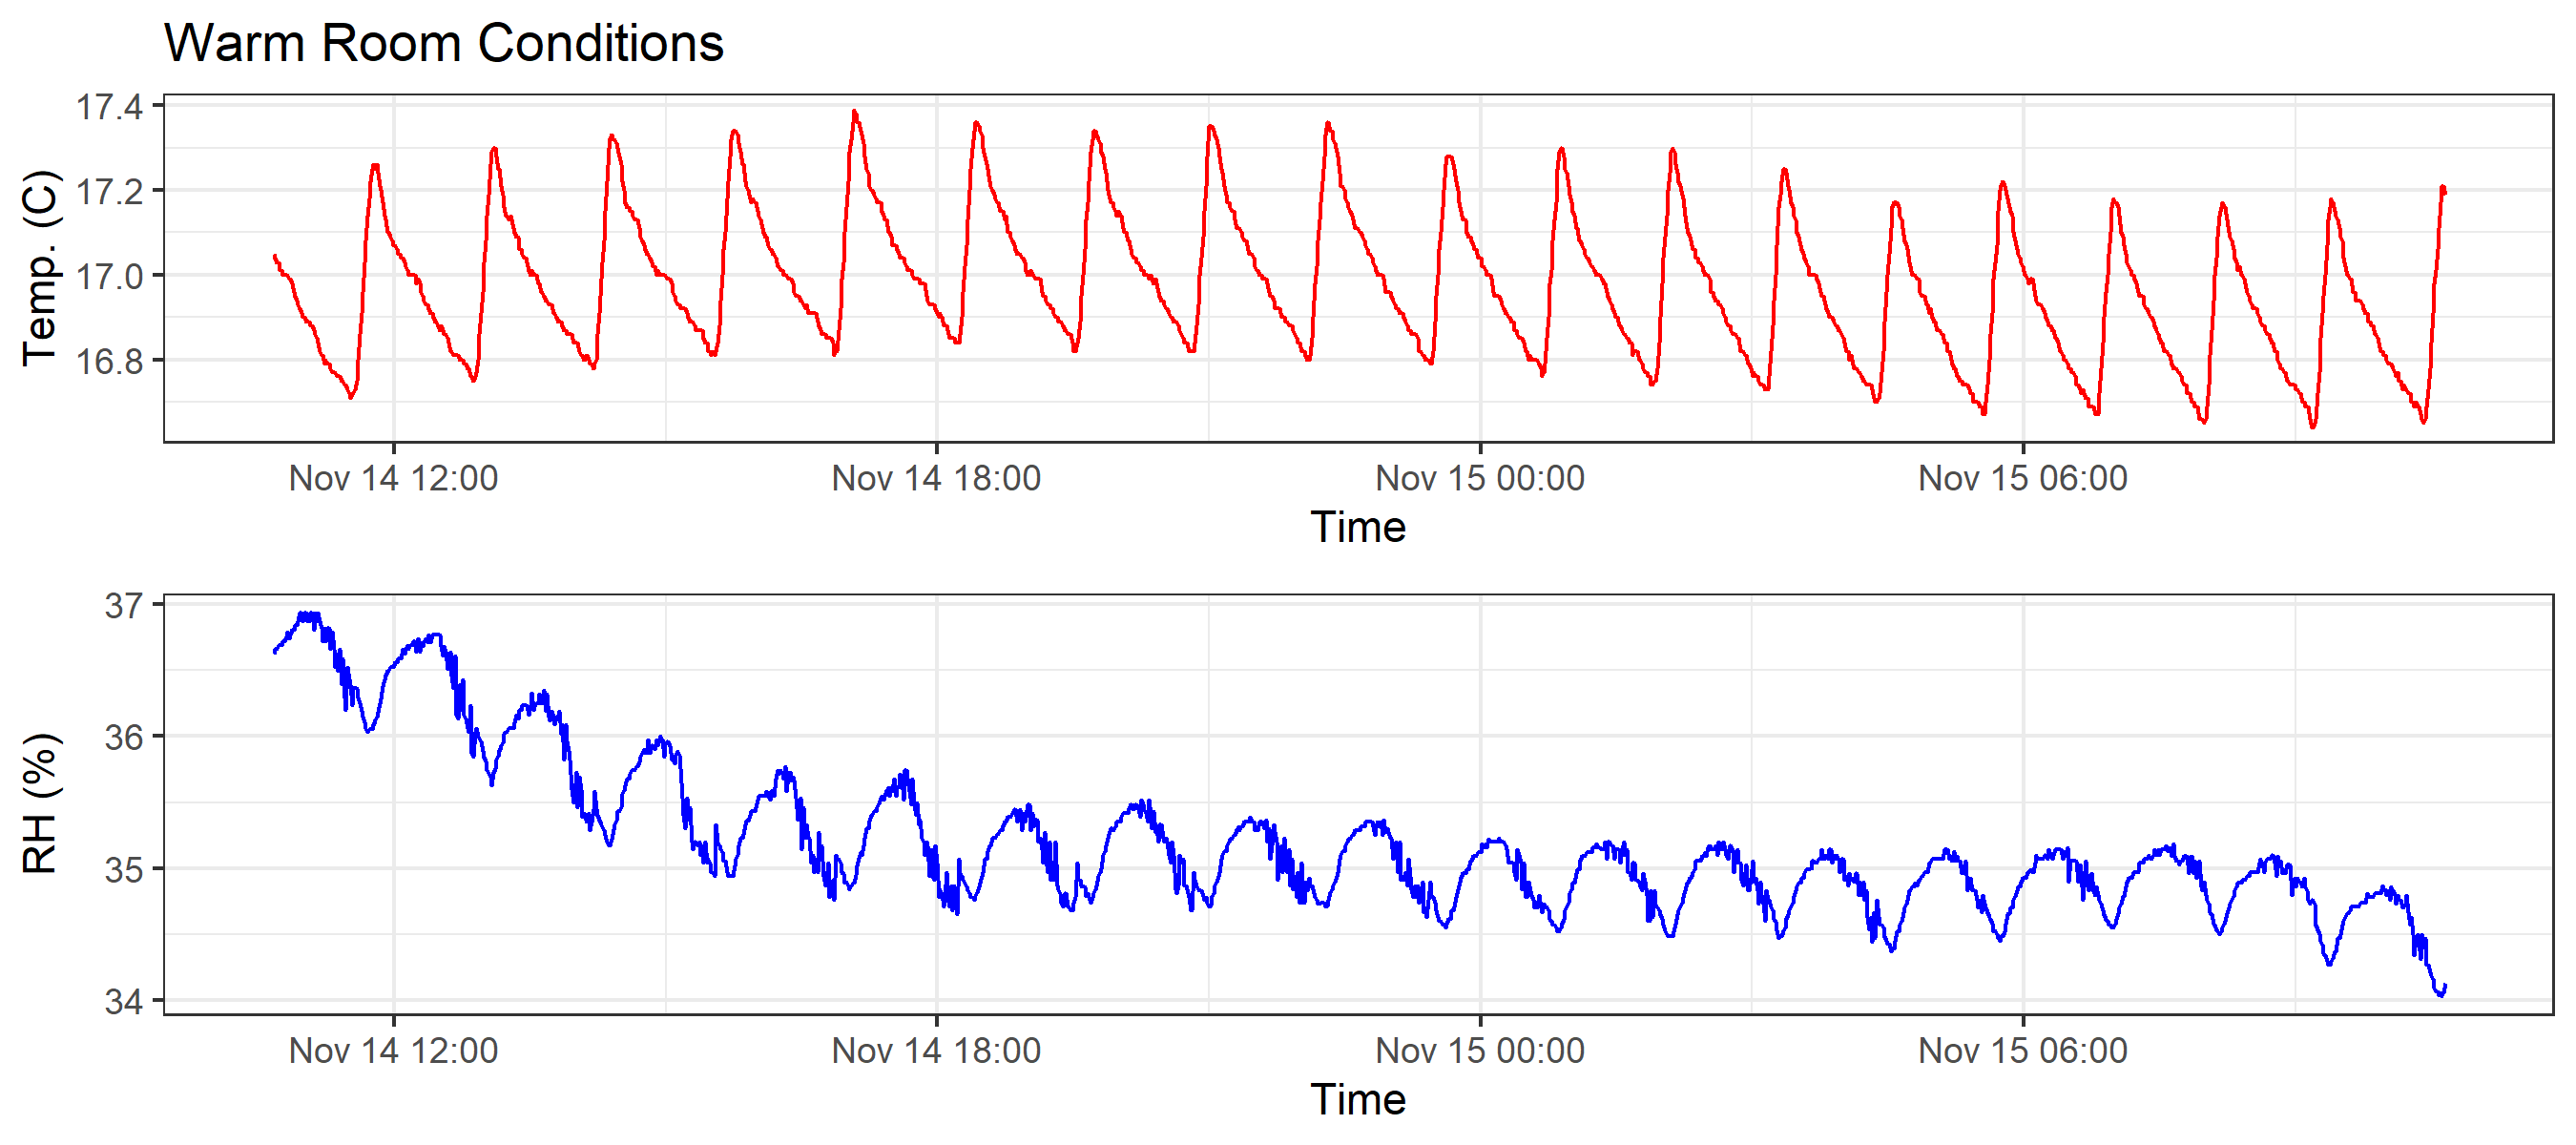 Warm Room Conditions
Temp. (C)
17.4
17.2
17.0
16.8
Nov 14 12:00 Nov 14 18:00 Nov 15 00:00 Nov 15 06:00
Time
RH (%)
37
36
35
34
Nov 14 12:00 Nov 14 18:00 Nov 15 00:00 Nov 15 06:00
Time